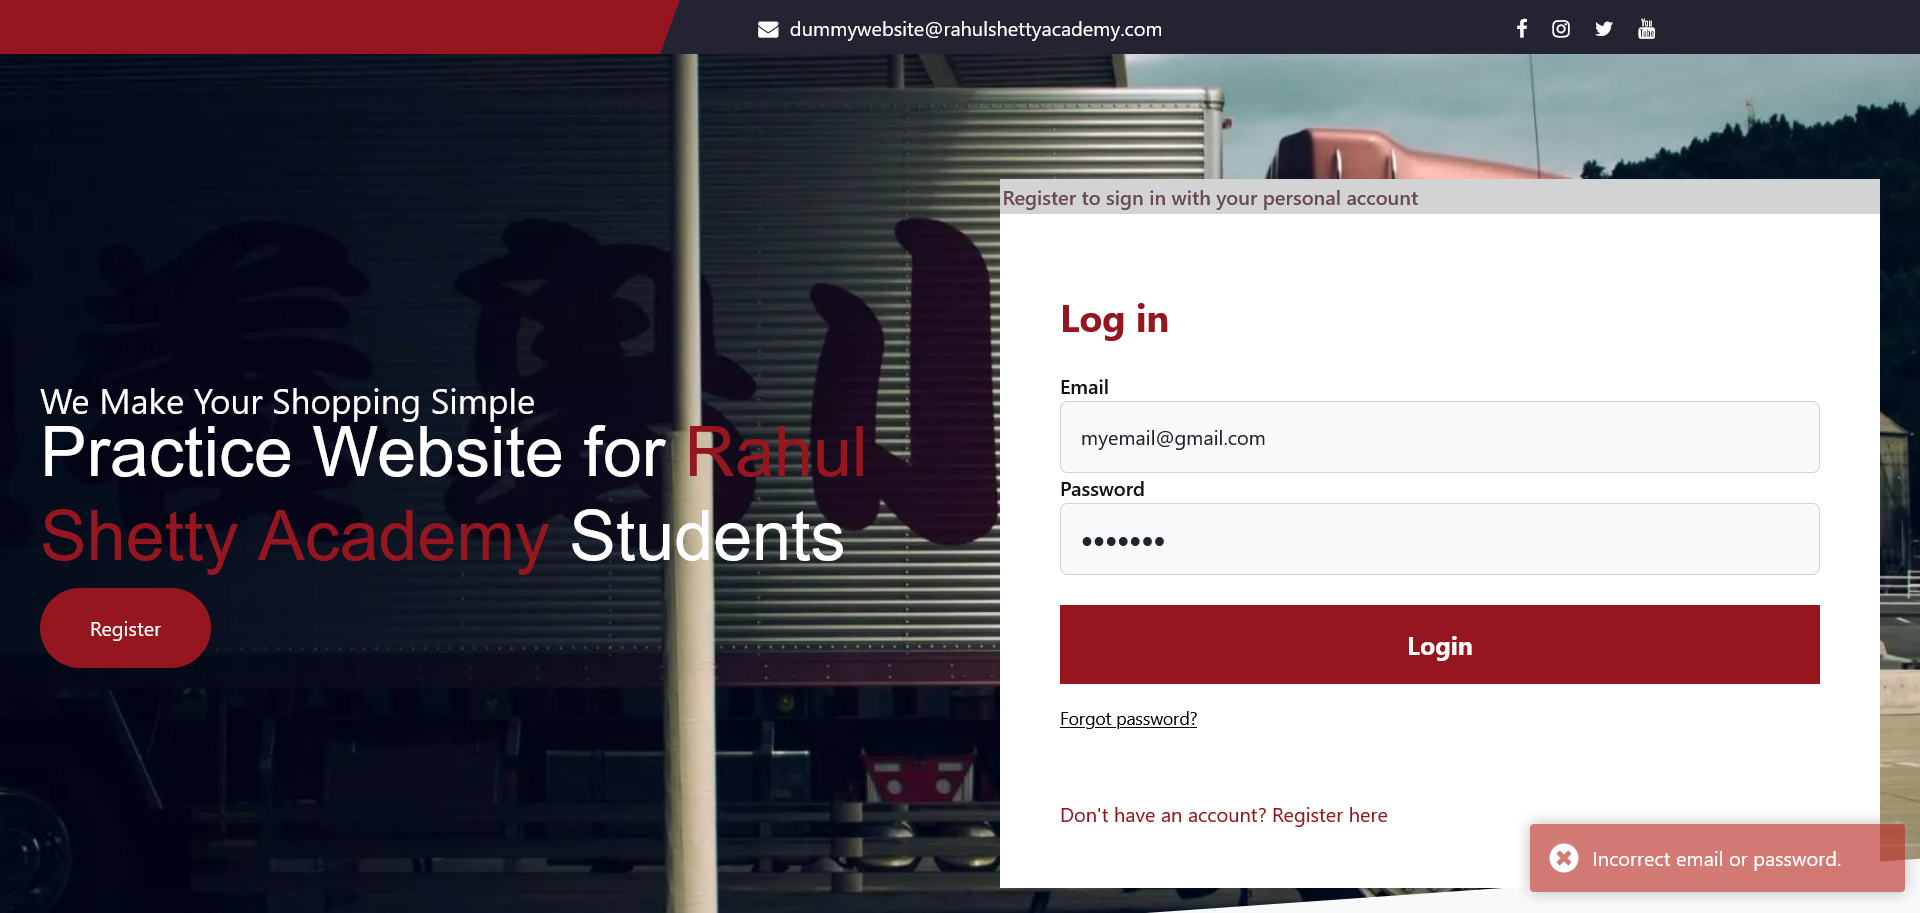 dummywebsite@rahulshettyacademy.com
Register to sign in with your personal account
We Make Your Shopping Simple
Practice Website for Rahul
Shetty Academy Students
Register
Log in
Email
myemail@gmail.com
Password
•••••••
Login
Forgot password?
Don't have an account? Register here
Incorrect email or password.